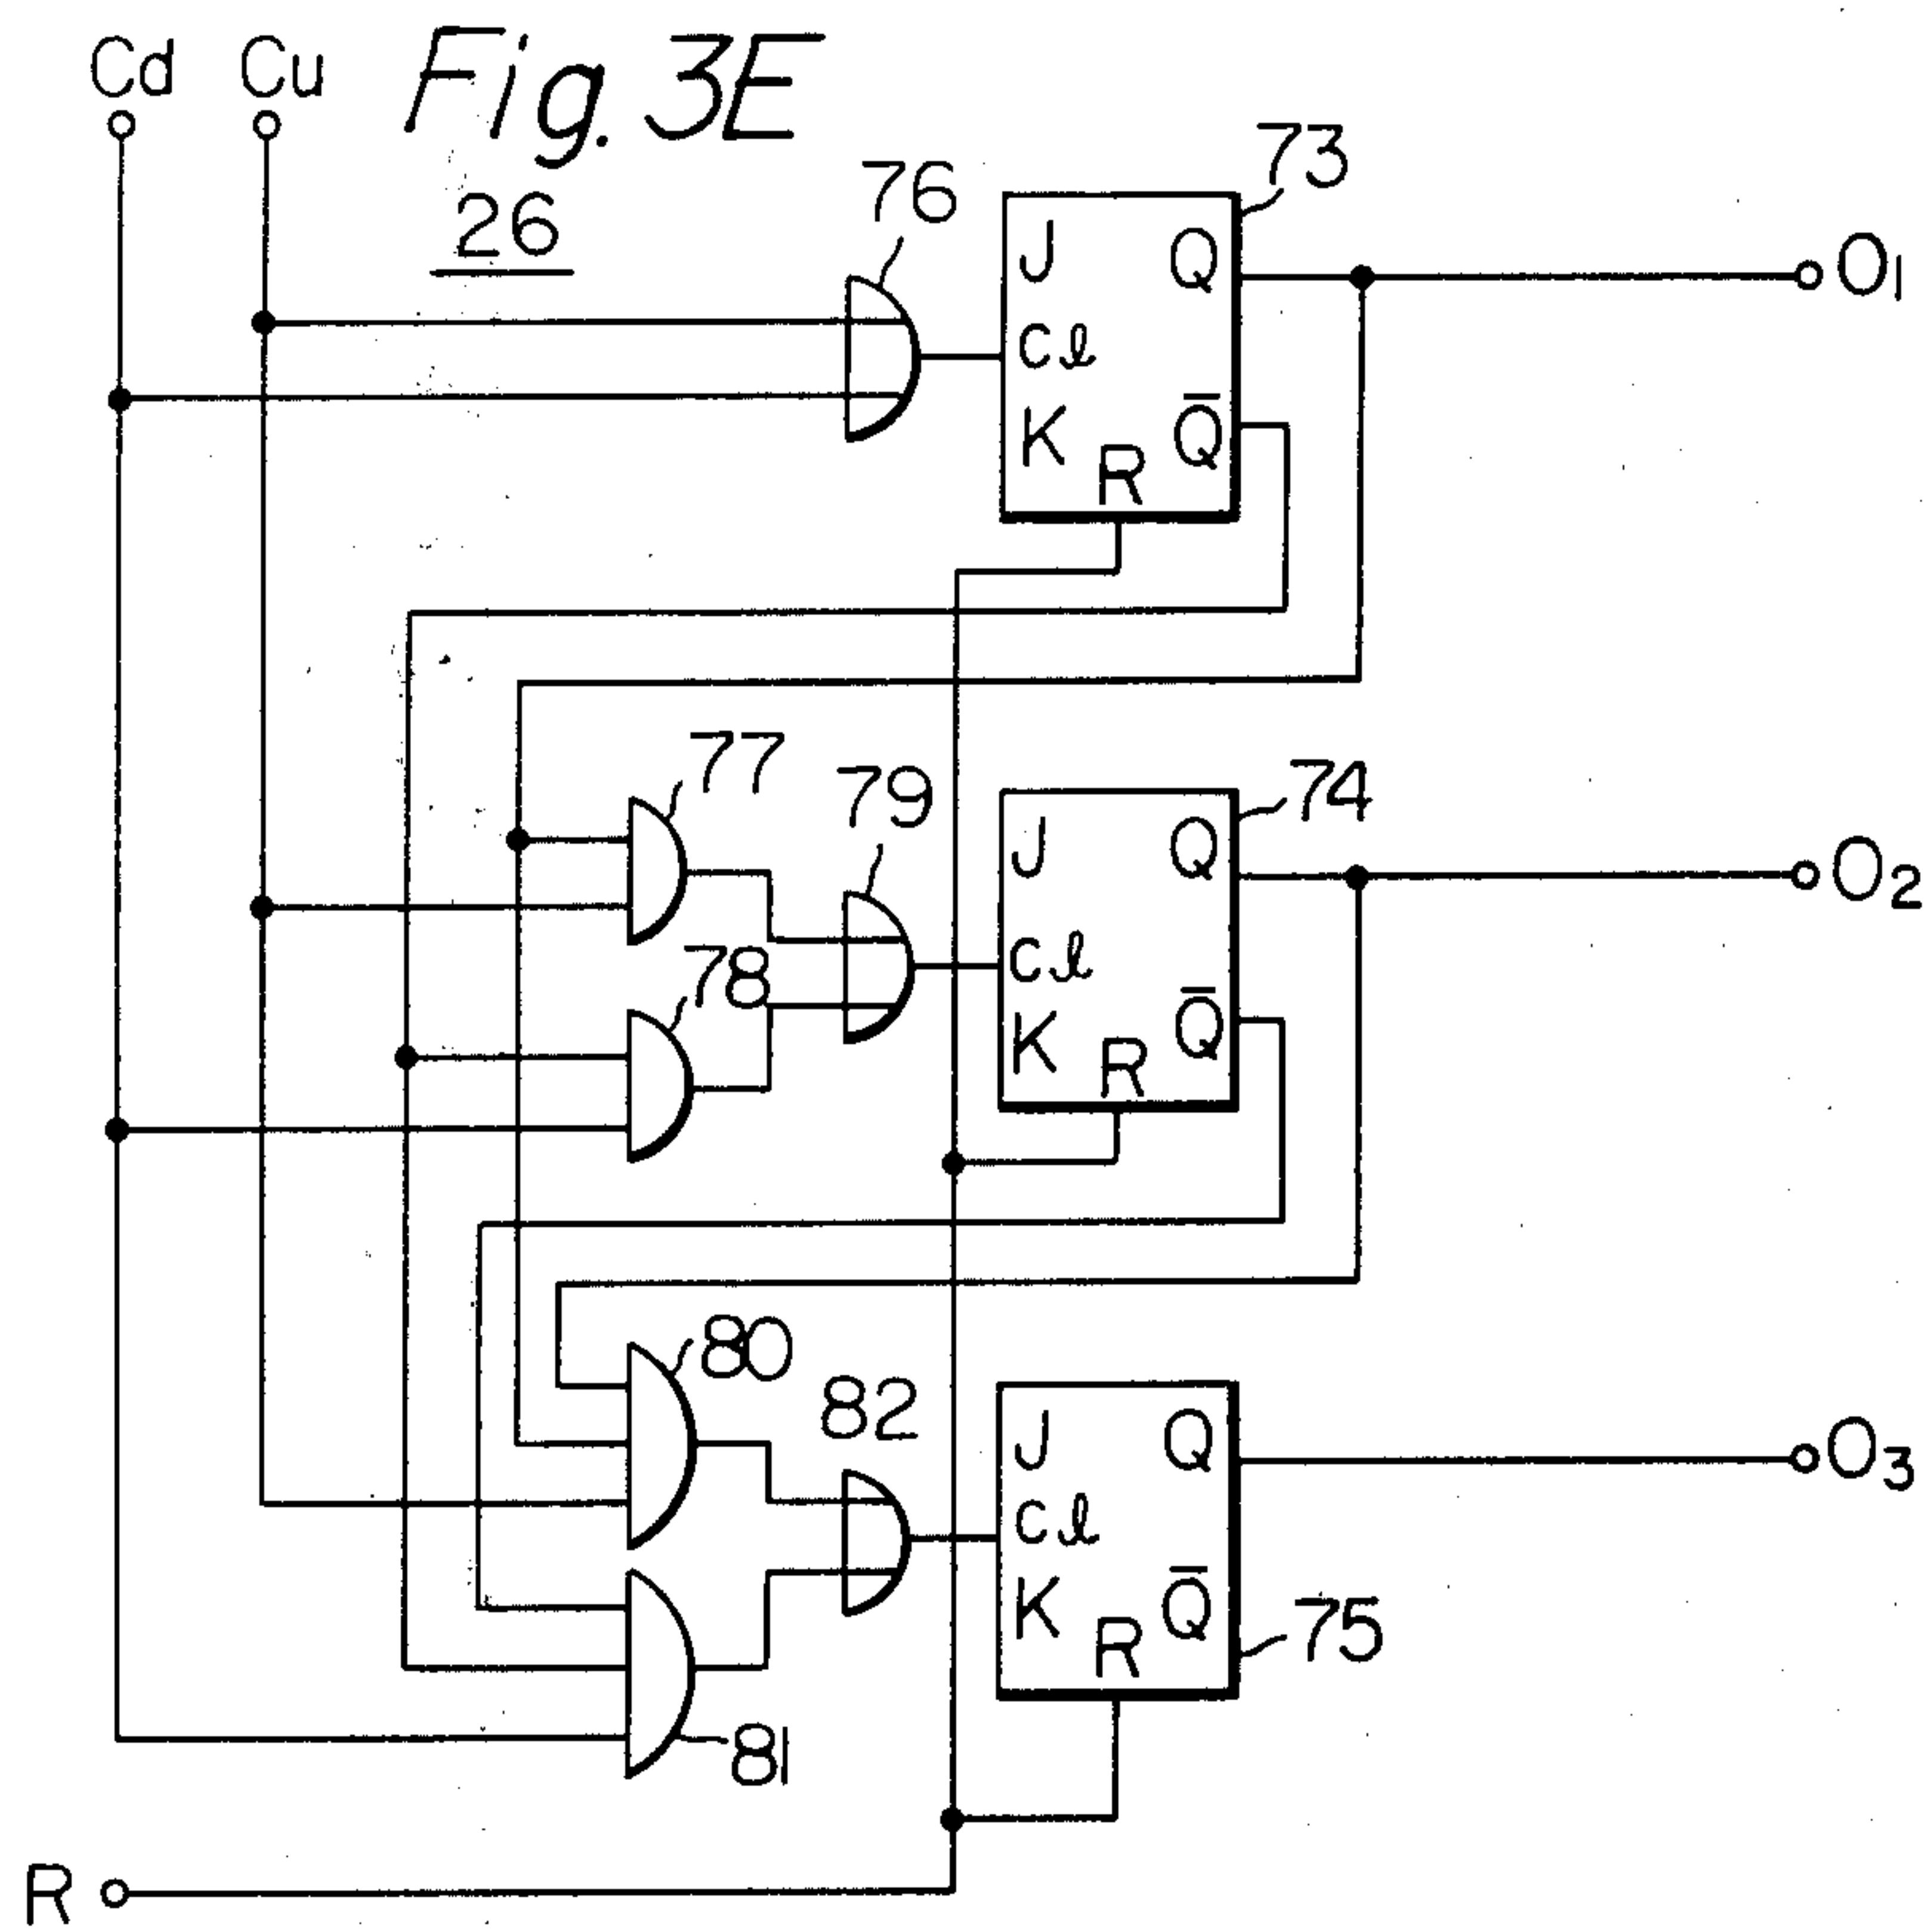 Cd Cu Fig. 3E
26
76
73
J Q O1
Cℓ
K Q̅
R
77
79
74
J Q O2
78
Cℓ
K Q̅
R
80
82
J Q O3
Cℓ
K Q̅
R
75
81
R